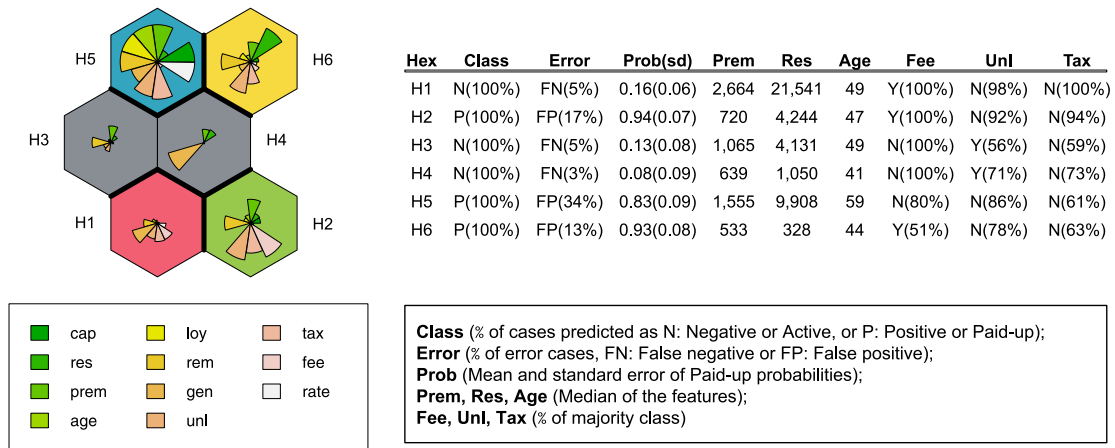 H5
H6
H3
H4
H1
H2
Hex Class Error Prob(sd) Prem Res Age Fee Unl Tax
H1 N(100%) FN(5%) 0.16(0.06) 2,664 21,541 49 Y(100%) N(98%) N(100%)
H2 P(100%) FP(17%) 0.94(0.07) 720 4,244 47 Y(100%) N(92%) N(94%)
H3 N(100%) FN(5%) 0.13(0.08) 1,065 4,131 49 N(100%) Y(56%) N(59%)
H4 N(100%) FN(3%) 0.08(0.09) 639 1,050 41 N(100%) Y(71%) N(73%)
H5 P(100%) FP(34%) 0.83(0.09) 1,555 9,908 59 N(80%) N(86%) N(61%)
H6 P(100%) FP(13%) 0.93(0.08) 533 328 44 Y(51%) N(78%) N(63%)
cap loy tax
res rem fee
prem gen rate
age unl
Class (% of cases predicted as N: Negative or Active, or P: Positive or Paid-up);
Error (% of error cases, FN: False negative or FP: False positive);
Prob (Mean and standard error of Paid-up probabilities);
Prem, Res, Age (Median of the features);
Fee, Unl, Tax (% of majority class)